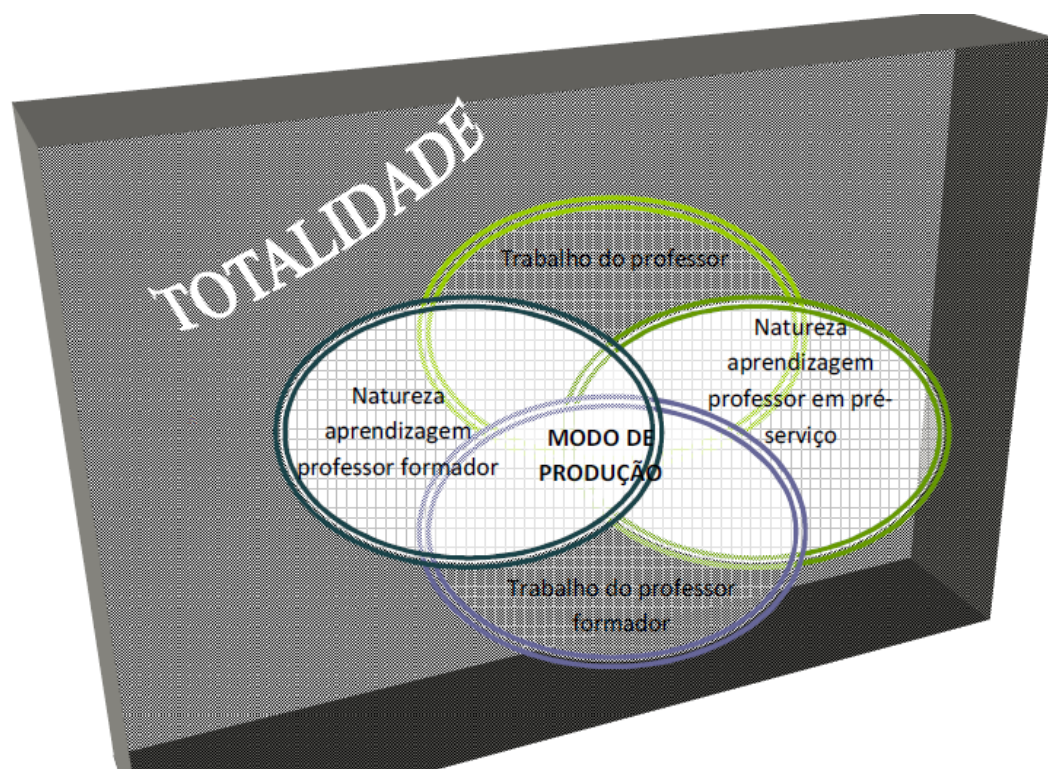 TOTALIDADE
Trabalho do professor
Natureza
aprendizagem
professor em pré-
serviço
Natureza
aprendizagem
professor formador
MODO DE
PRODUÇÃO
Trabalho do professor
formador